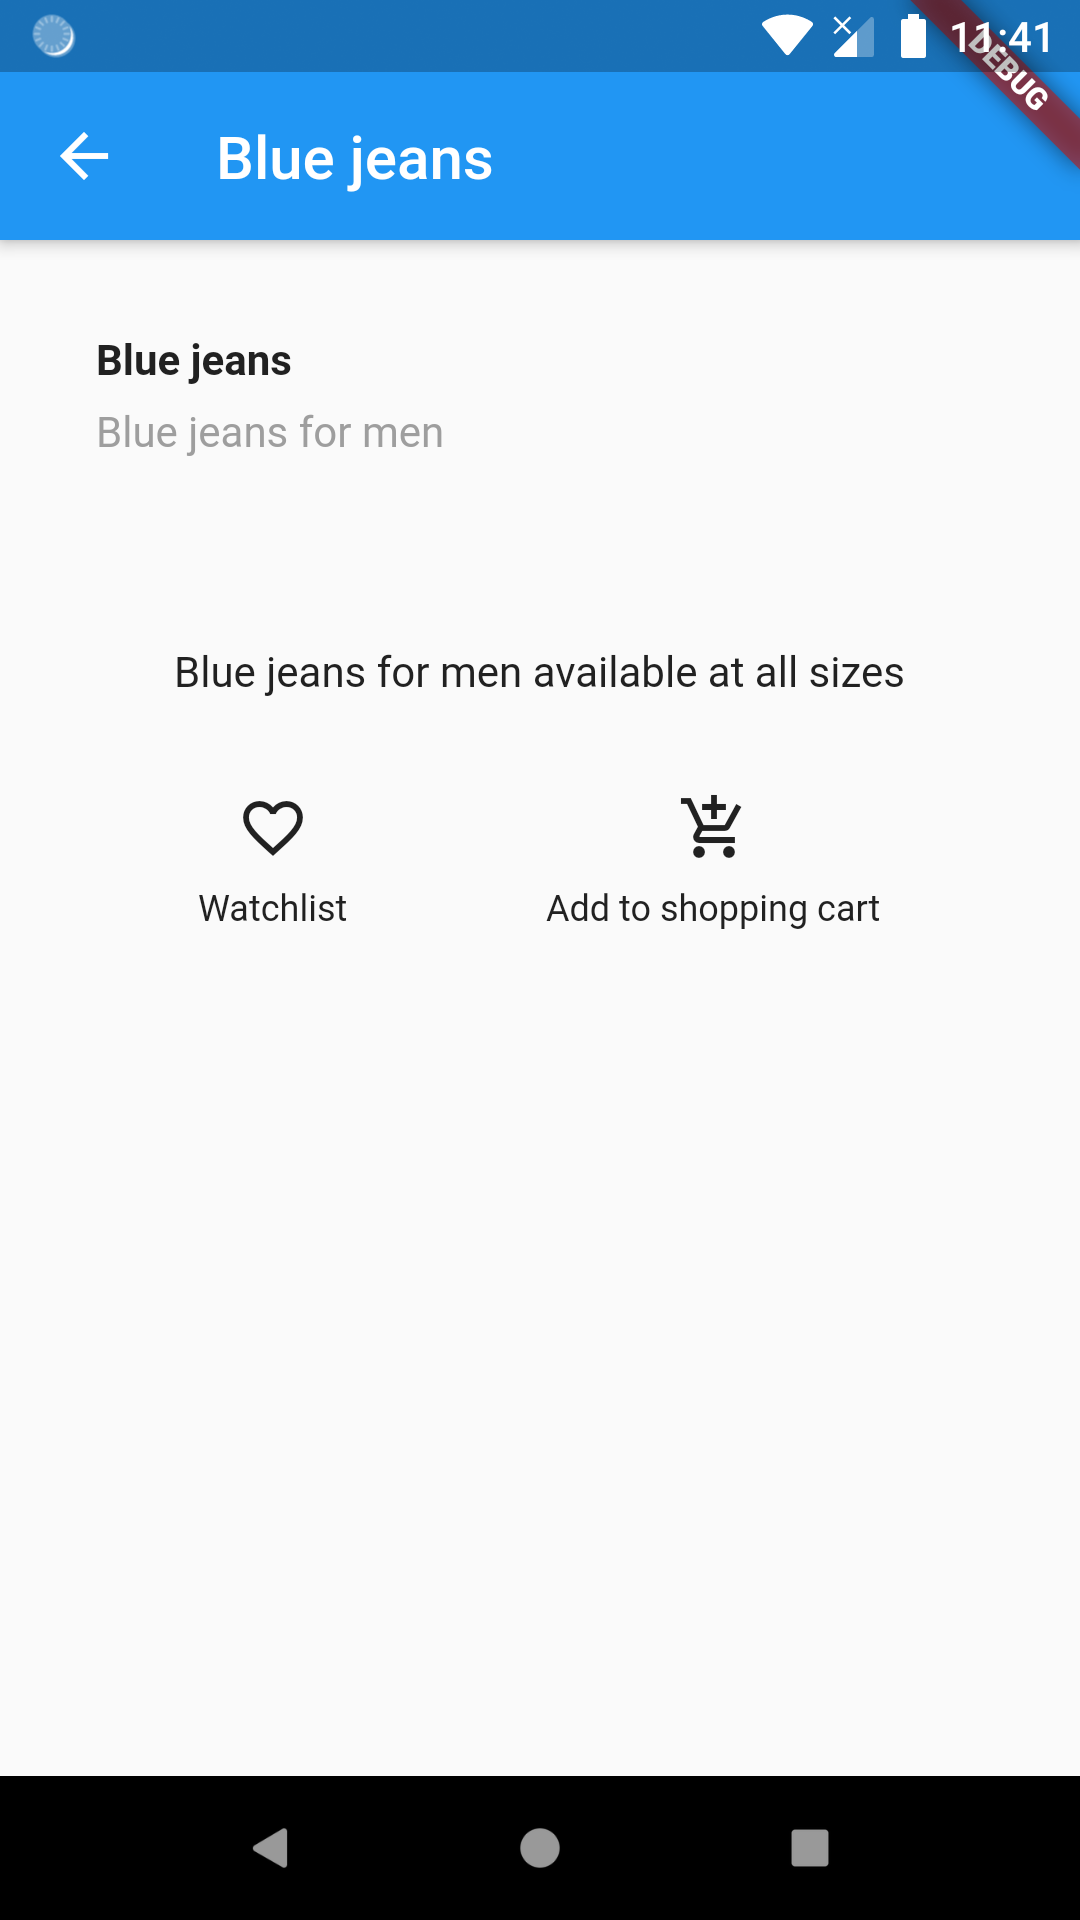 11:41
DEBUG
Blue jeans
Blue jeans
Blue jeans for men
Blue jeans for men available at all sizes
Watchlist
Add to shopping cart